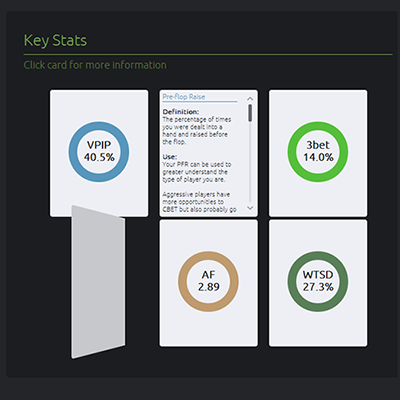 Key Stats
Click card for more information
VPIP
40.5%
Pre-flop Raise
Definition:
The percentage of times
you were dealt into a
hand and raised before
the flop.
Use:
Your PFR can be used to
greater understand the
type of player you are.
Aggressive players have
more opportunities to
CBET but also probably go
3bet
14.0%
AF
2.89
WTSD
27.3%